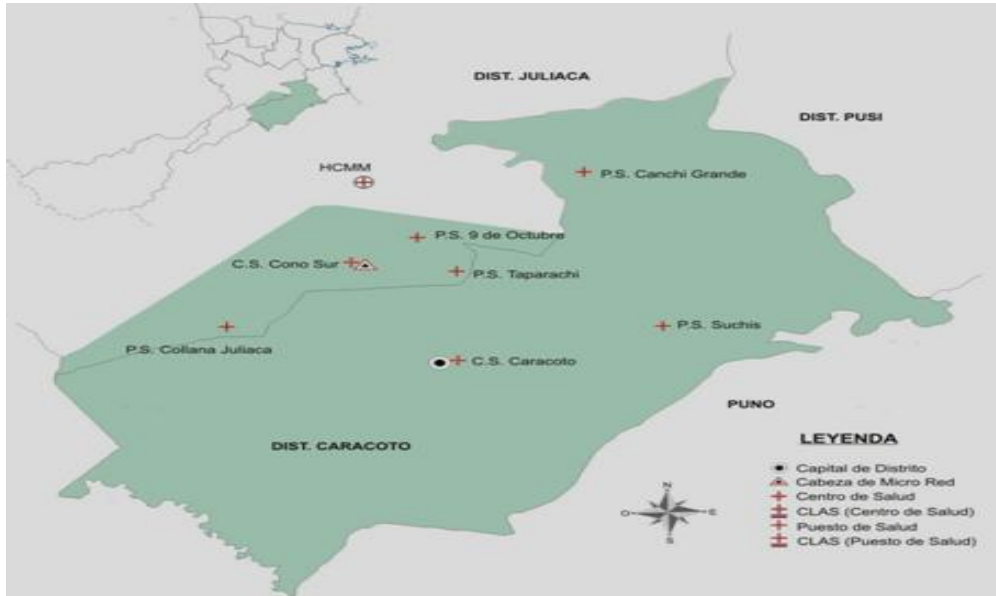 DIST. JULIACA
DIST. PUSI
HCMM
P.S. Canchi Grande
P.S. 9 de Octubre
C.S. Cono Sur
P.S. Taparachi
P.S. Suchis
P.S. Collana Juliaca
C.S. Caracoto
PUNO
DIST. CARACOTO
LEYENDA
Capital de Distrito
Cabeza de Micro Red
Centro de Salud
CLAS (Centro de Salud)
Puesto de Salud
CLAS (Puesto de Salud)
N
O
E
S